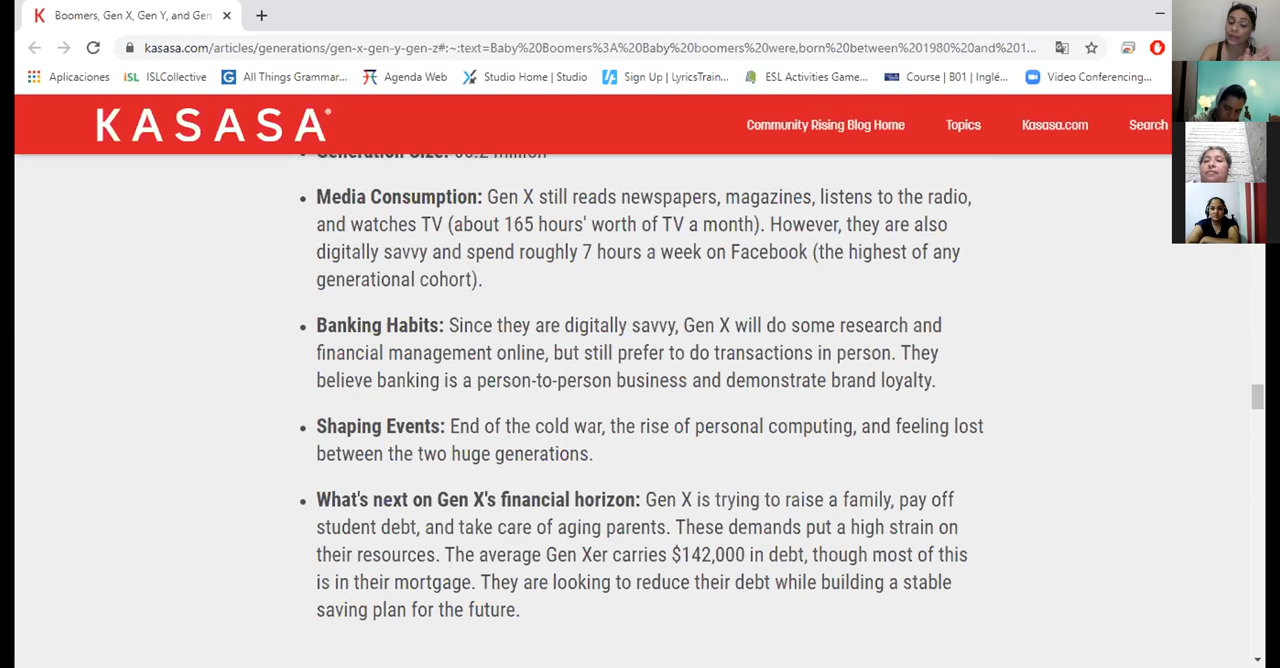 Boomers, Gen X, Gen Y, and Gen
kasasa.com/articles/generations/gen-x-gen-y-gen-z#:~:text=Baby%20Boomers%3A%20Baby%20boomers%20were,born%20between%201980%20and%201...
Aplicaciones iSL ISLCollective G All Things Grammar... Agenda Web Studio Home | Studio Sign Up | LyricsTrain... ESL Activities Game... Course | B01 | Inglé... Video Conferencing...
KASASA® Community Rising Blog Home Topics Kasasa.com Search
• Media Consumption: Gen X still reads newspapers, magazines, listens to the radio,
and watches TV (about 165 hours' worth of TV a month). However, they are also
digitally savvy and spend roughly 7 hours a week on Facebook (the highest of any
generational cohort).
• Banking Habits: Since they are digitally savvy, Gen X will do some research and
financial management online, but still prefer to do transactions in person. They
believe banking is a person-to-person business and demonstrate brand loyalty.
• Shaping Events: End of the cold war, the rise of personal computing, and feeling lost
between the two huge generations.
• What's next on Gen X's financial horizon: Gen X is trying to raise a family, pay off
student debt, and take care of aging parents. These demands put a high strain on
their resources. The average Gen Xer carries $142,000 in debt, though most of this
is in their mortgage. They are looking to reduce their debt while building a stable
saving plan for the future.